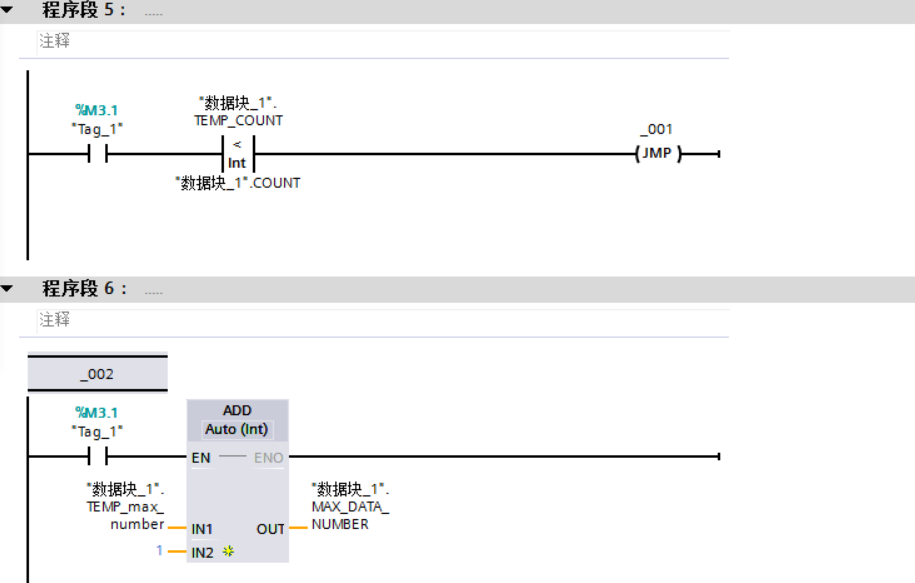 程序段 5： .....
注释
%M3.1
"Tag_1"
"数据块_1".
TEMP_COUNT
<
Int
"数据块_1".COUNT
_001
JMP
程序段 6： .....
注释
_002
%M3.1
"Tag_1"
ADD
Auto (Int)
EN
ENO
"数据块_1".
TEMP_max_
number
IN1
1
IN2
OUT
"数据块_1".
MAX_DATA_
NUMBER